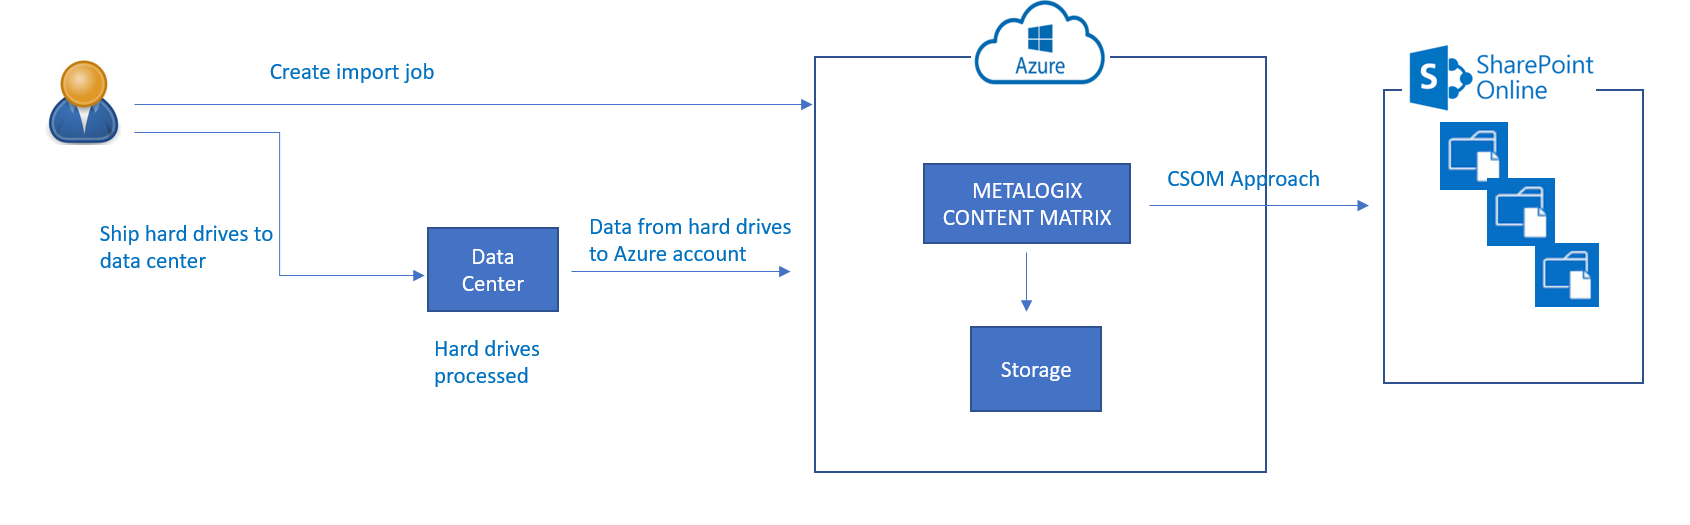 Create import job
Azure
S
SharePoint
Online
METALOGIX
CONTENT MATRIX
CSOM Approach
Ship hard drives to
data center
Data
Center
Data from hard drives
to Azure account
Hard drives
processed
Storage